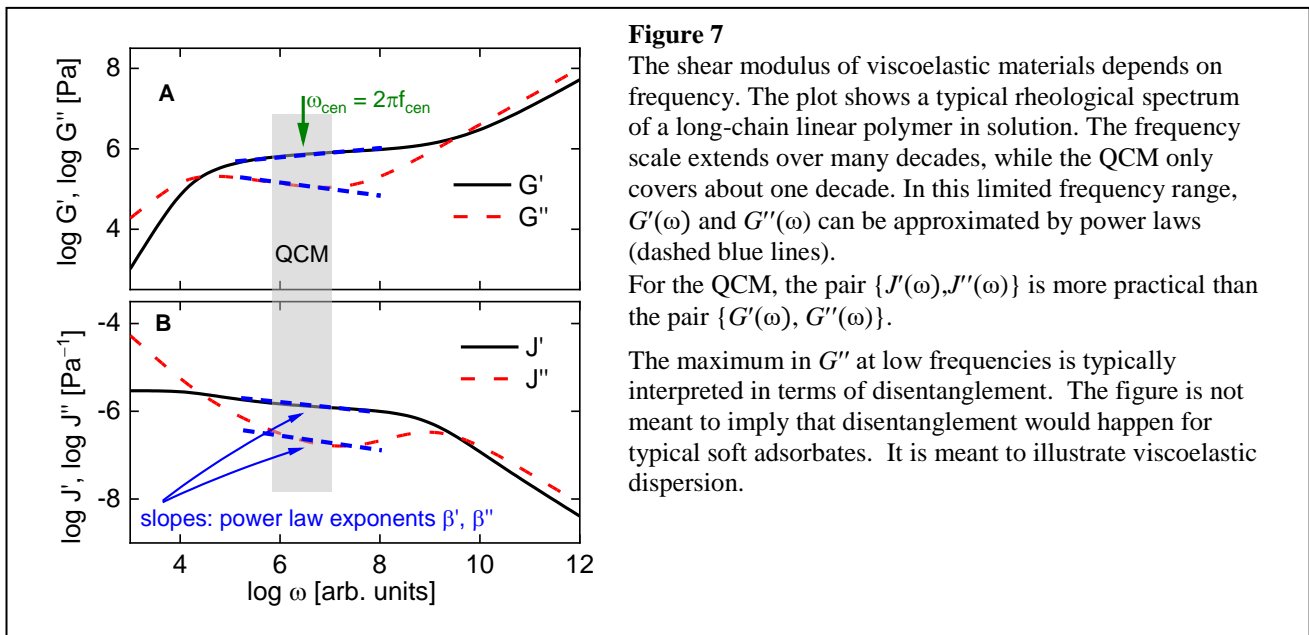 A
ω_cen = 2πf_cen
8
6
4
log G', log G'' [Pa]
G'
G''
QCM
B
-4
-6
-8
log J', log J'' [Pa⁻¹]
J'
J''
slopes: power law exponents β', β''
4 6 8 10 12
log ω [arb. units]
Figure 7
The shear modulus of viscoelastic materials depends on
frequency. The plot shows a typical rheological spectrum
of a long-chain linear polymer in solution. The frequency
scale extends over many decades, while the QCM only
covers about one decade. In this limited frequency range,
G′(ω) and G′′(ω) can be approximated by power laws
(dashed blue lines).
For the QCM, the pair {J′(ω),J′′(ω)} is more practical than
the pair {G′(ω), G′′(ω)}.
The maximum in G′′ at low frequencies is typically
interpreted in terms of disentanglement. The figure is not
meant to imply that disentanglement would happen for
typical soft adsorbates. It is meant to illustrate viscoelastic
dispersion.